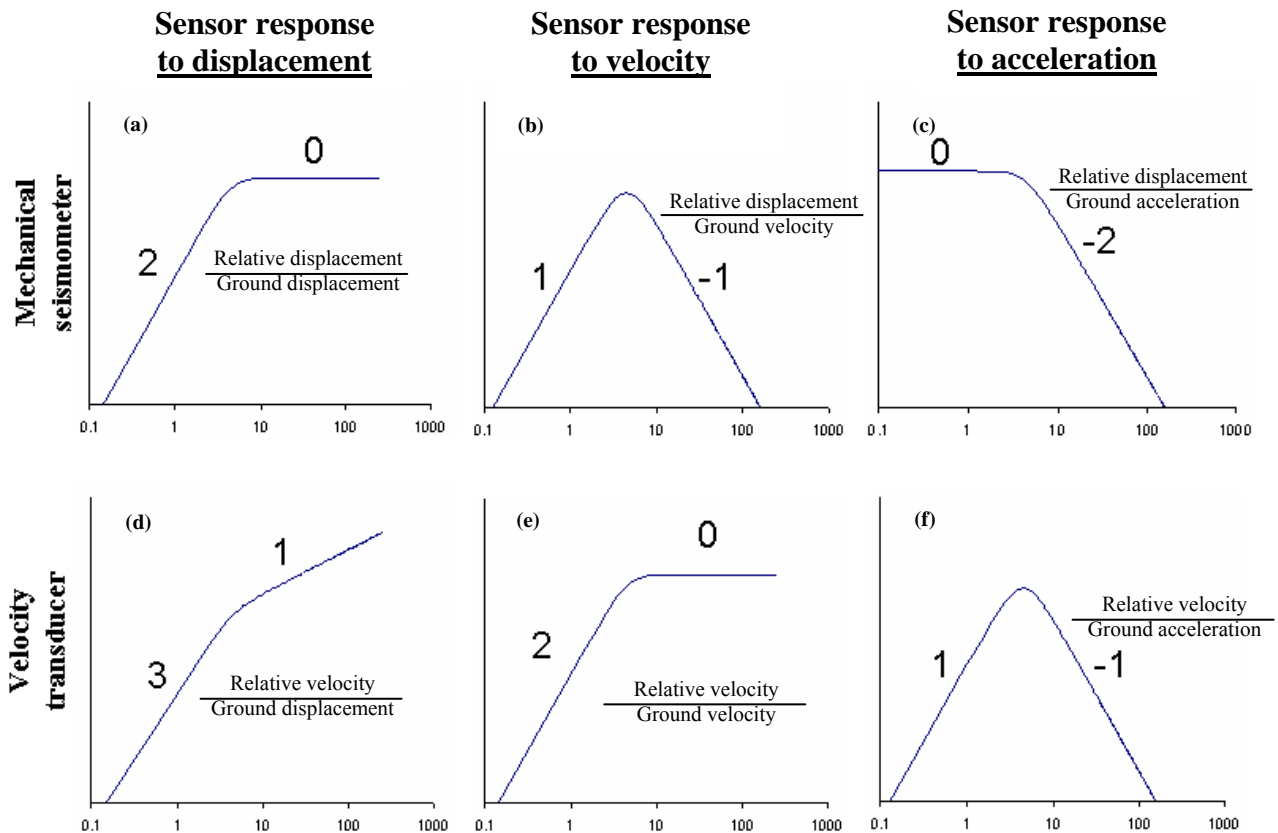 Sensor response
to displacement
Sensor response
to velocity
Sensor response
to acceleration
Mechanical
seismometer
(a)
0
2
Relative displacement
Ground displacement
0.1 1 10 100 1000
(b)
1
-1
Relative displacement
Ground velocity
0.1 1 10 100 1000
(c)
0
-2
Relative displacement
Ground acceleration
0.1 1 10 100 1000
Velocity
transducer
(d)
1
3
Relative velocity
Ground displacement
0.1 1 10 100 1000
(e)
0
2
Relative velocity
Ground velocity
0.1 1 10 100 1000
(f)
1
-1
Relative velocity
Ground acceleration
0.1 1 10 100 1000